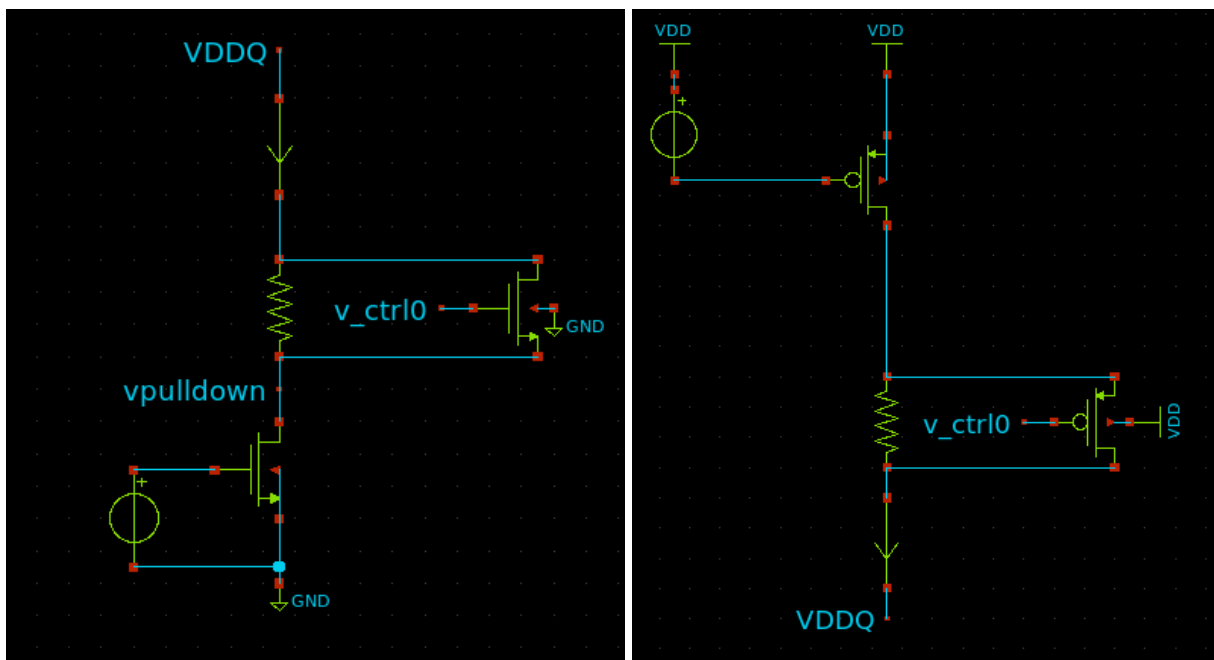 VDDQ
v_ctrl0
GND
vpulldown
+
GND
VDD
VDD
+
v_ctrl0
VDD
VDDQ